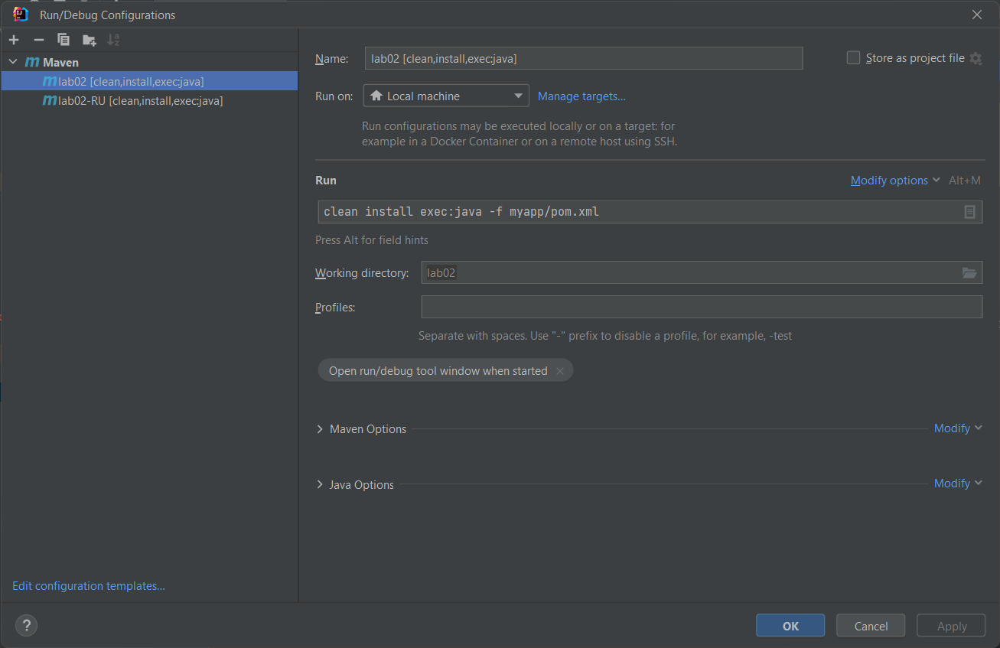 Run/Debug Configurations
Maven
lab02 [clean,install,exec:java]
lab02-RU [clean,install,exec:java]
Edit configuration templates...
Name:
lab02 [clean,install,exec:java]
Store as project file
Run on:
Local machine
Manage targets...
Run configurations may be executed locally or on a target: for
example in a Docker Container or on a remote host using SSH.
Run
Modify options
Alt+M
clean install exec:java -f myapp/pom.xml
Press Alt for field hints
Working directory:
lab02
Profiles:
Separate with spaces. Use "-" prefix to disable a profile, for example, -test
Open run/debug tool window when started
Maven Options
Modify
Java Options
Modify
?
OK
Cancel
Apply